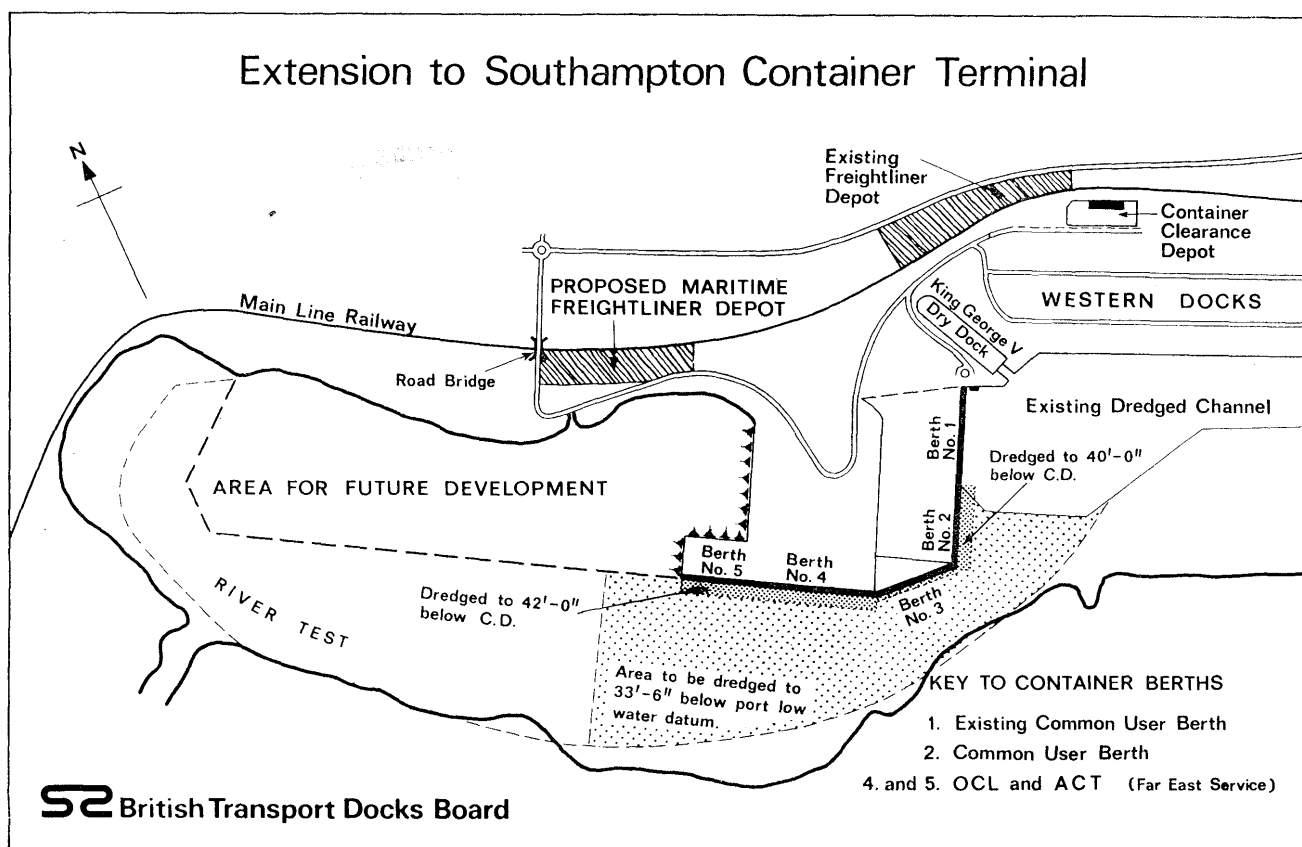 Extension to Southampton Container Terminal
N
Existing
Freightliner
Depot
Container
Clearance
Depot
PROPOSED MARITIME
FREIGHTLINER DEPOT
WESTERN DOCKS
King George V
Dry Dock
Main Line Railway
Road Bridge
Existing Dredged Channel
Berth
No. 1
Dredged to 40'-0"
below C.D.
AREA FOR FUTURE DEVELOPMENT
Berth
No. 2
Berth
No. 5
Berth
No. 4
Berth
No. 3
Dredged to 42'-0"
below C.D.
RIVER TEST
Area to be dredged to
33'-6" below port low
water datum.
KEY TO CONTAINER BERTHS
1. Existing Common User Berth
2. Common User Berth
4. and 5. OCL and ACT (Far East Service)
British Transport Docks Board